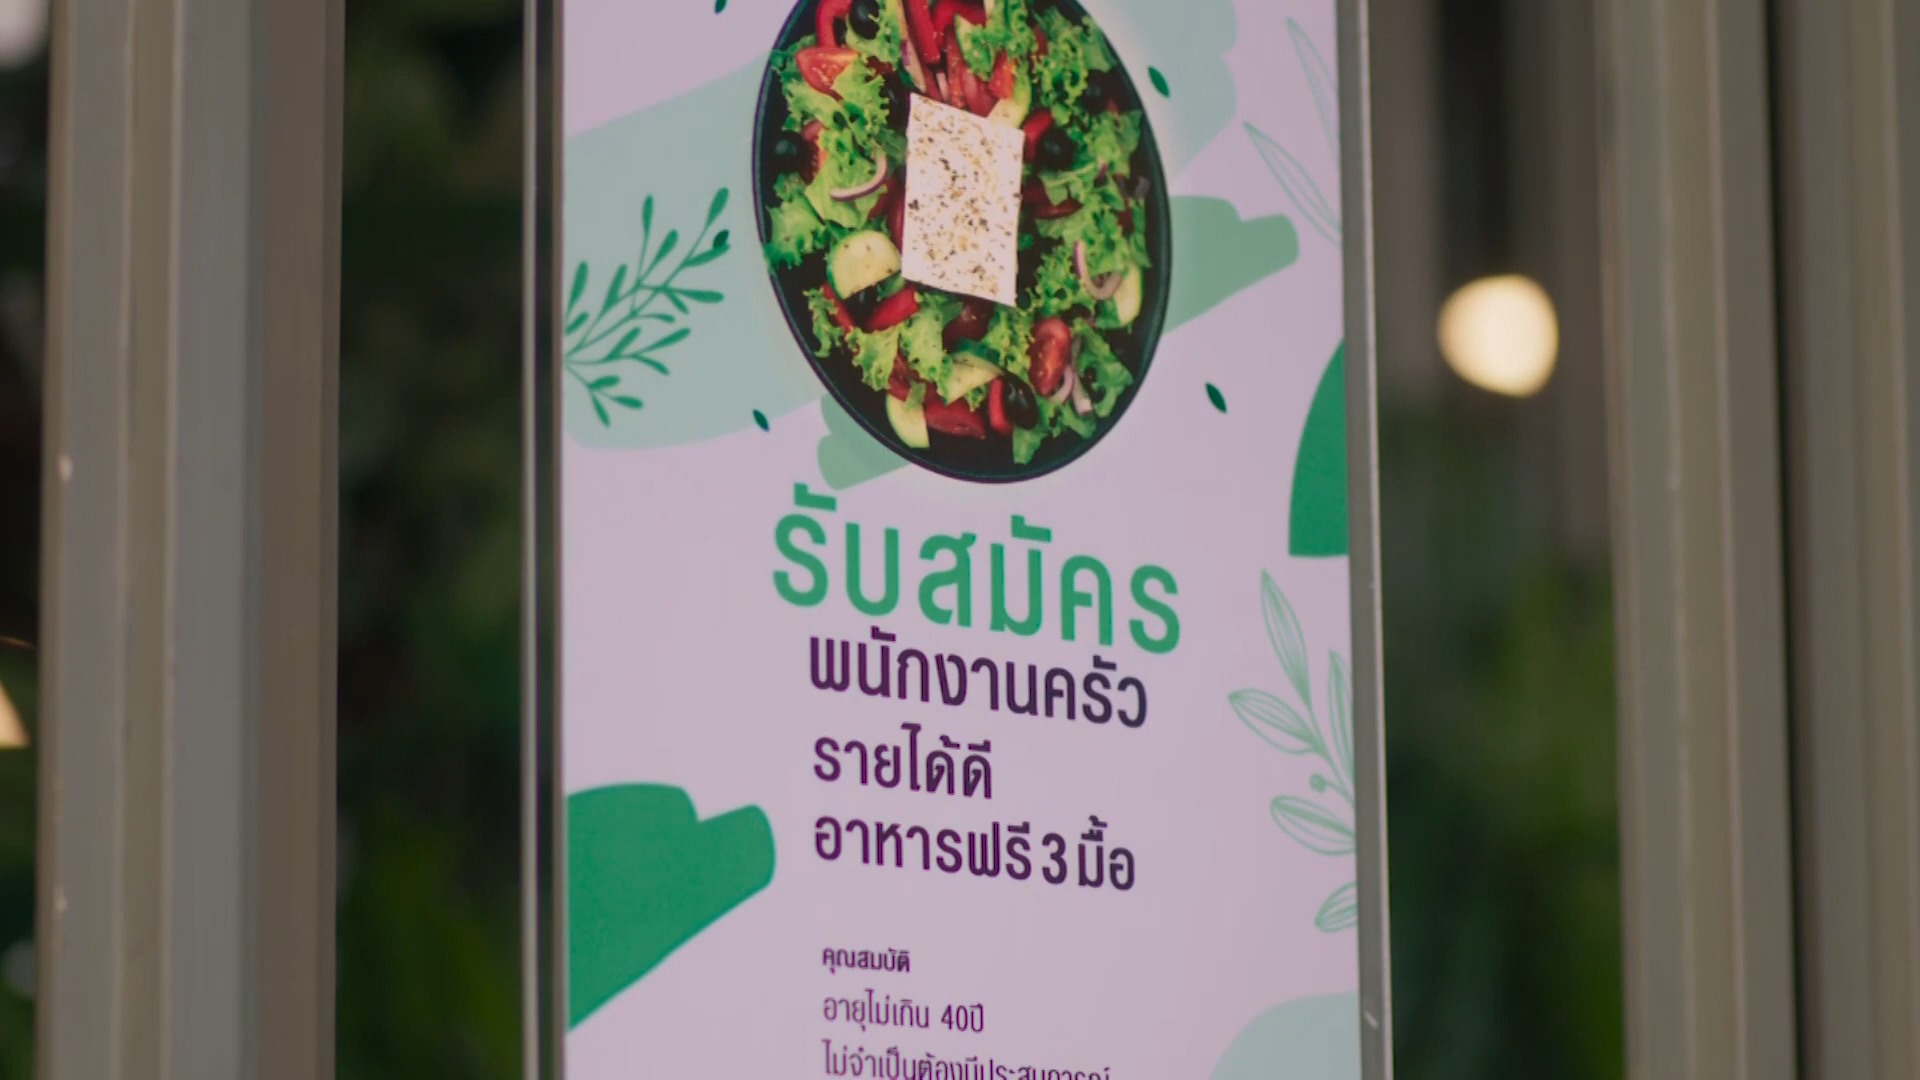 รับสมัคร
พนักงานครัว
รายได้ดี
อาหารฟรี 3 มื้อ
คุณสมบัติ
อายุไม่เกิน 40ปี
ไม่จำเป็นต้องมีประสบการณ์